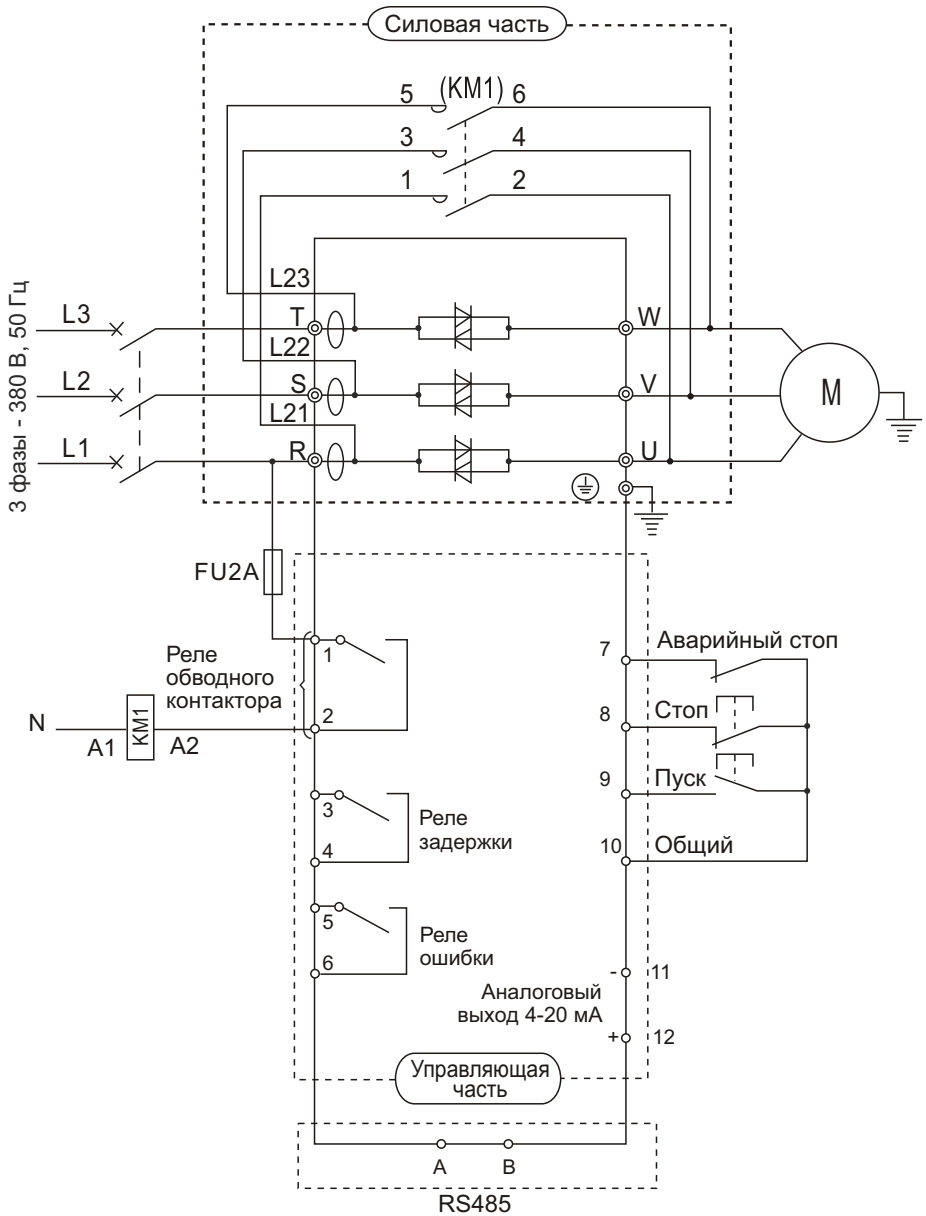 Силовая часть
5 (KM1) 6
3 4
1 2
L23
L3 T W
L22
L2 S V M
L21
L1 R U
3 фазы - 380 В, 50 Гц
FU2A
Реле
обводного
контактора
1
2
N
A1 KM1 A2
7 Аварийный стоп
8 Стоп
9 Пуск
10 Общий
3
4
Реле
задержки
5
6
Реле
ошибки
- 11
Аналоговый
выход 4-20 мА
+ 12
Управляющая
часть
A B
RS485